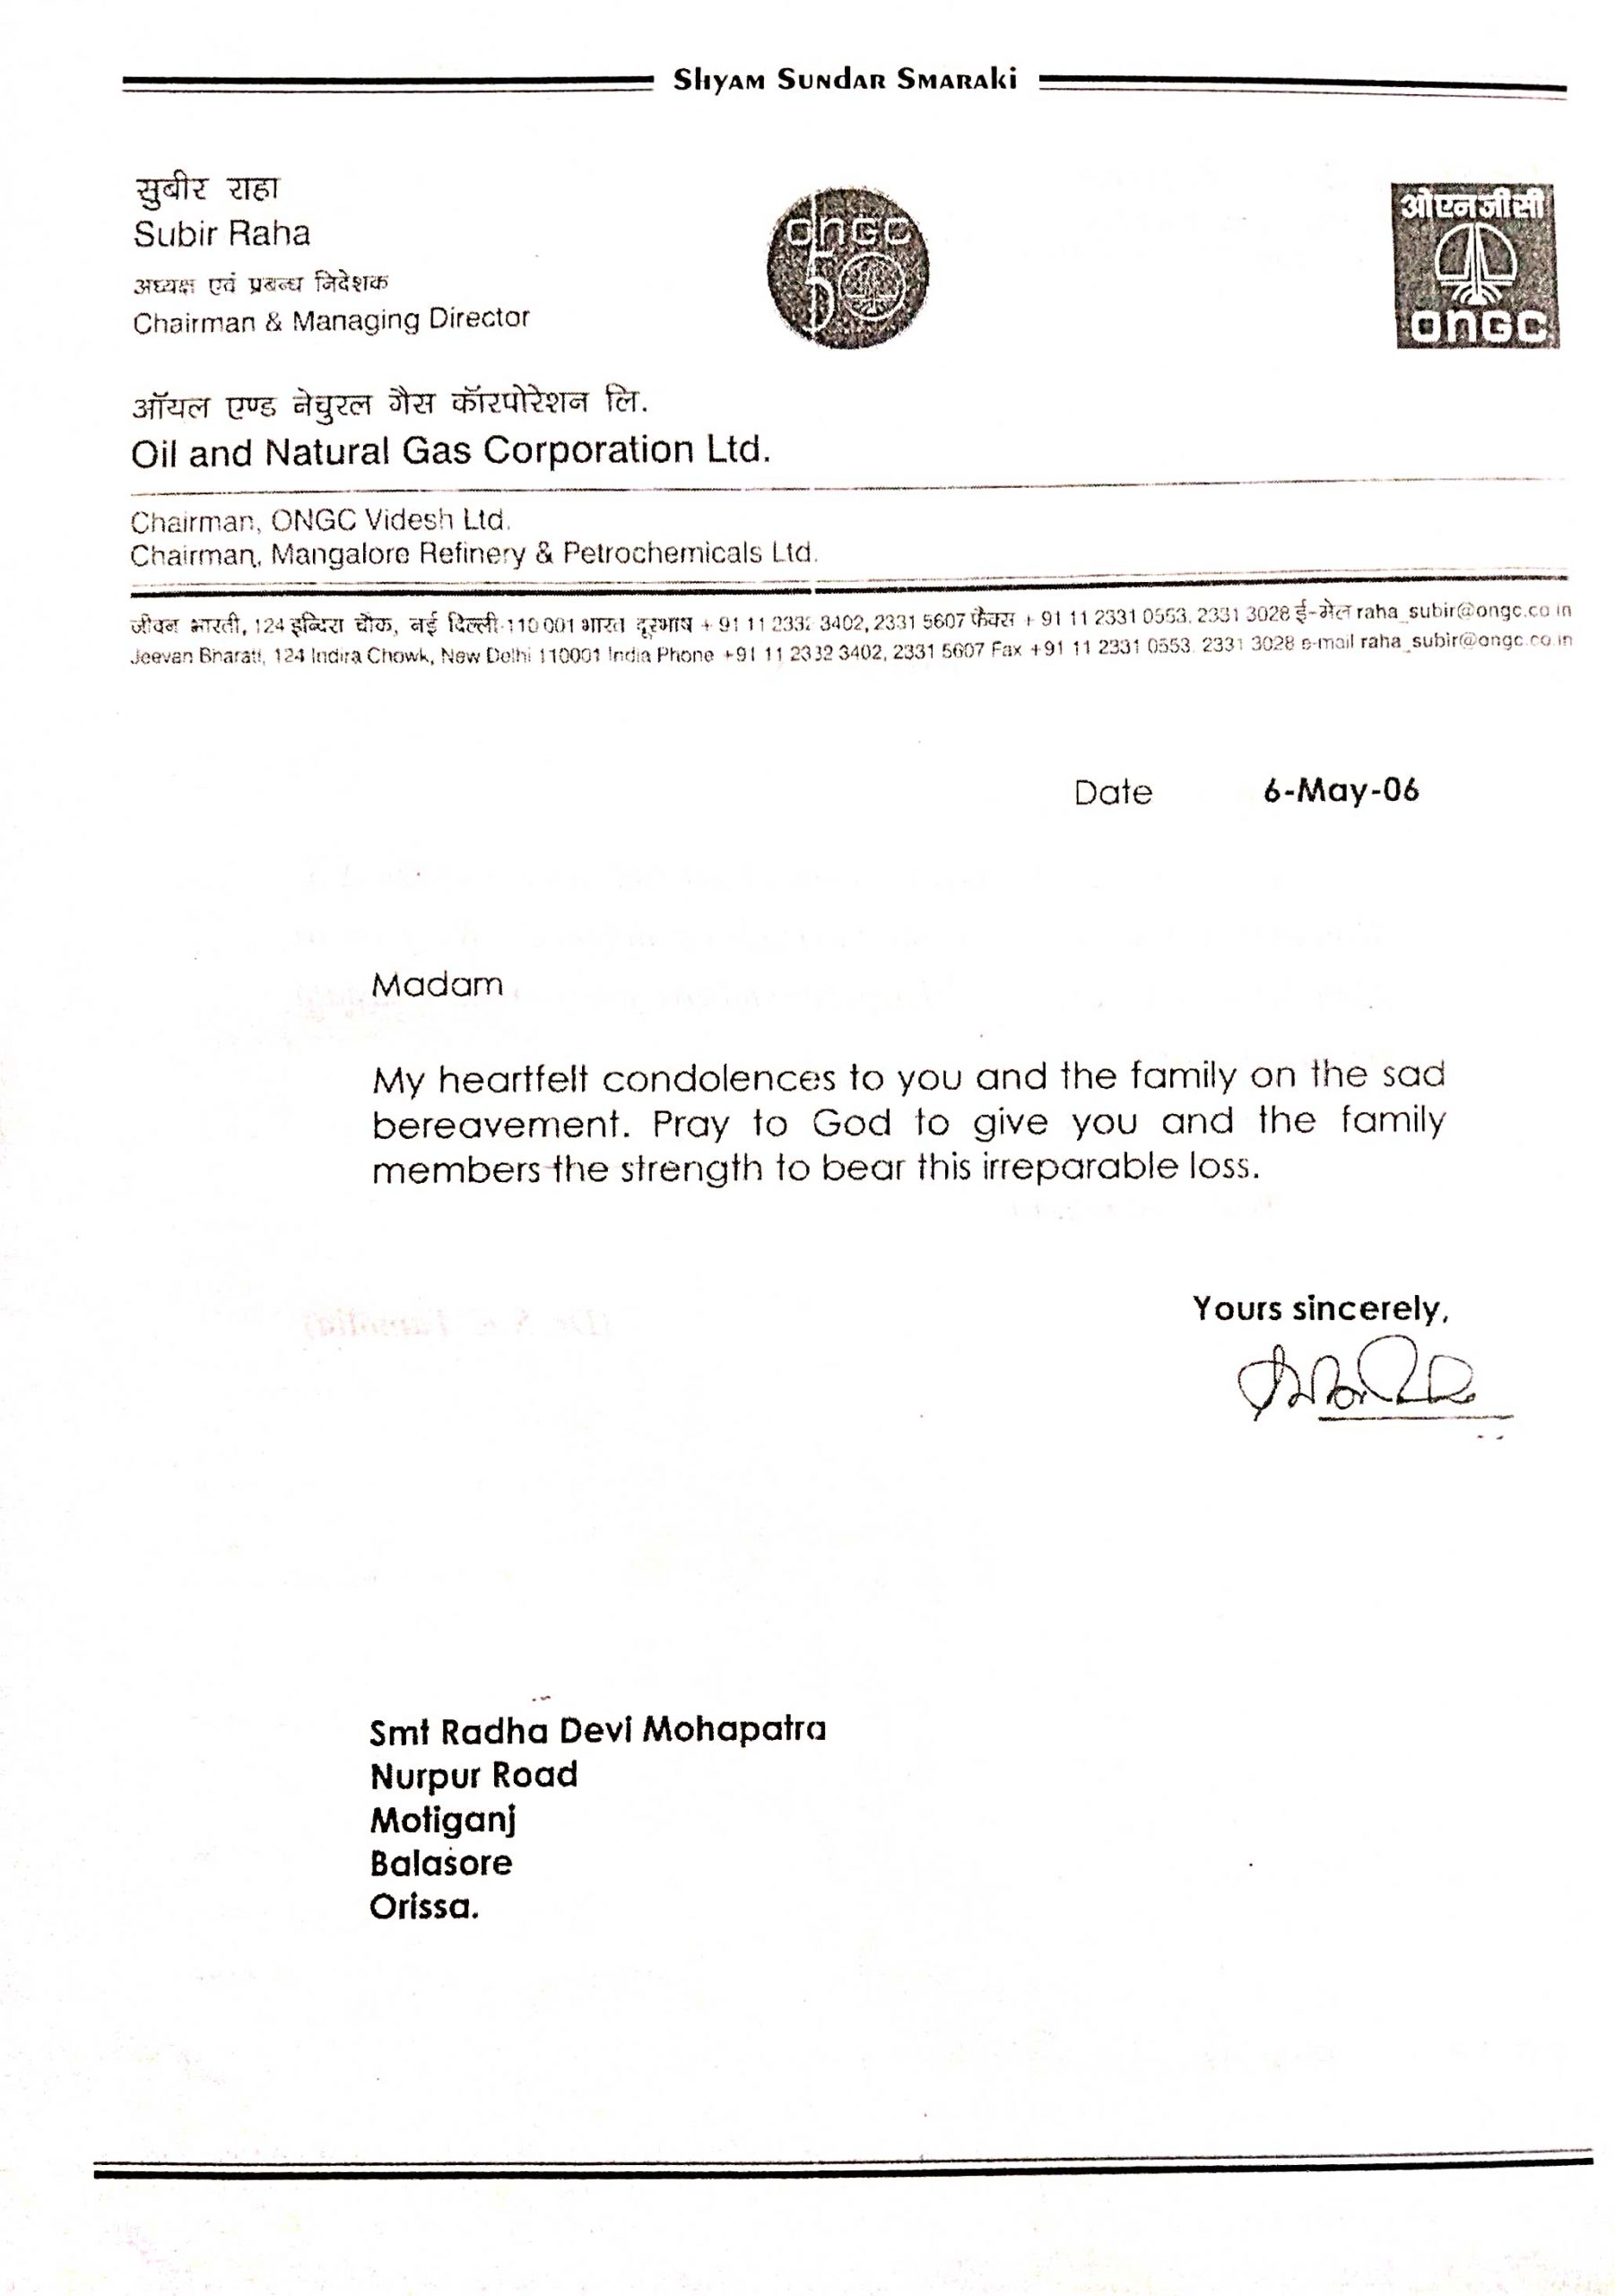 Shyam Sundar Smaraki
सुबीर राहा
Subir Raha
अध्यक्ष एवं प्रबन्ध निदेशक
Chairman & Managing Director
ongc
50
ओएनजीसी
ongc
ऑयल एण्ड नेचुरल गैस कॉरपोरेशन लि.
Oil and Natural Gas Corporation Ltd.
Chairman, ONGC Videsh Ltd.
Chairman, Mangalore Refinery & Petrochemicals Ltd.
जीवन भारती, 124 इन्दिरा चौक, नई दिल्ली-110 001 भारत दूरभाष + 91 11 2332 3402, 2331 5607 फैक्स + 91 11 2331 0553, 2331 3028 ई-मेल raha_subir@ongc.co.in
Jeevan Bharati, 124 Indira Chowk, New Delhi 110001 India Phone +91 11 2332 3402, 2331 5607 Fax +91 11 2331 0553, 2331 3028 e-mail raha_subir@ongc.co.in
Date 6-May-06
Madam
My heartfelt condolences to you and the family on the sad
bereavement. Pray to God to give you and the family
members the strength to bear this irreparable loss.
Yours sincerely,
Smt Radha Devi Mohapatra
Nurpur Road
Motiganj
Balasore
Orissa.